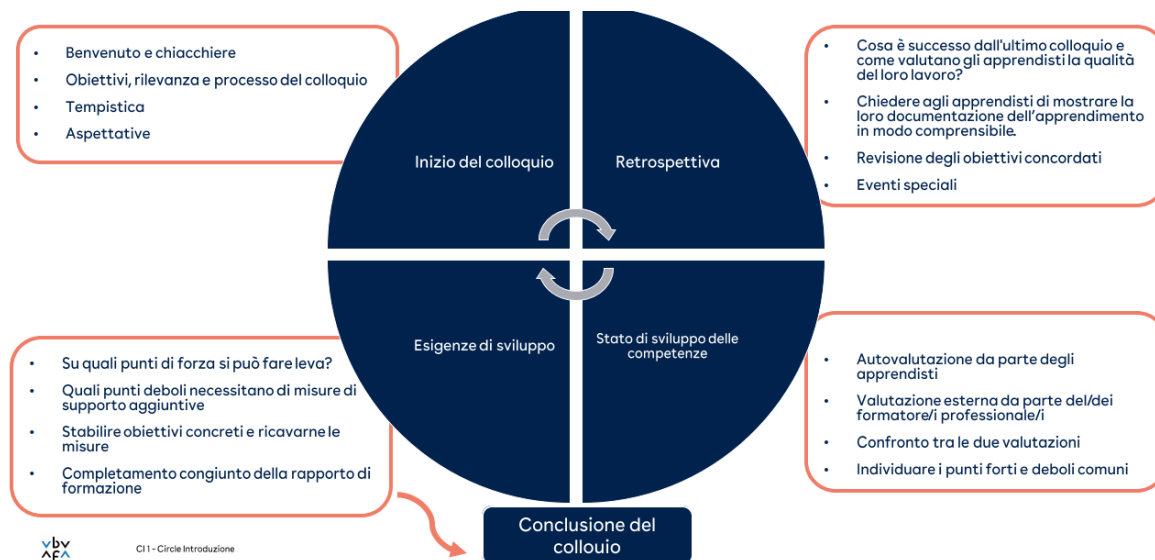 • Benvenuto e chiacchiere
• Obiettivi, rilevanza e processo del colloquio
• Tempistica
• Aspettative
Inizio del colloquio
Retrospettiva
• Cosa è successo dall'ultimo colloquio e
come valutano gli apprendisti la qualità
del loro lavoro?
• Chiedere agli apprendisti di mostrare la
loro documentazione dell'apprendimento
in modo comprensibile.
• Revisione degli obiettivi concordati
• Eventi speciali
Esigenze di sviluppo
Stato di sviluppo delle
competenze
• Su quali punti di forza si può fare leva?
• Quali punti deboli necessitano di misure di
supporto aggiuntive
• Stabilire obiettivi concreti e ricavarne le
misure
• Completamento congiunto della rapporto di
formazione
• Autovalutazione da parte degli
apprendisti
• Valutazione esterna da parte del/dei
formatore/i professionale/i
• Confronto tra le due valutazioni
• Individuare i punti forti e deboli comuni
Conclusione del
collouio
vbv
AFA
CI 1 - Circle Introduzione